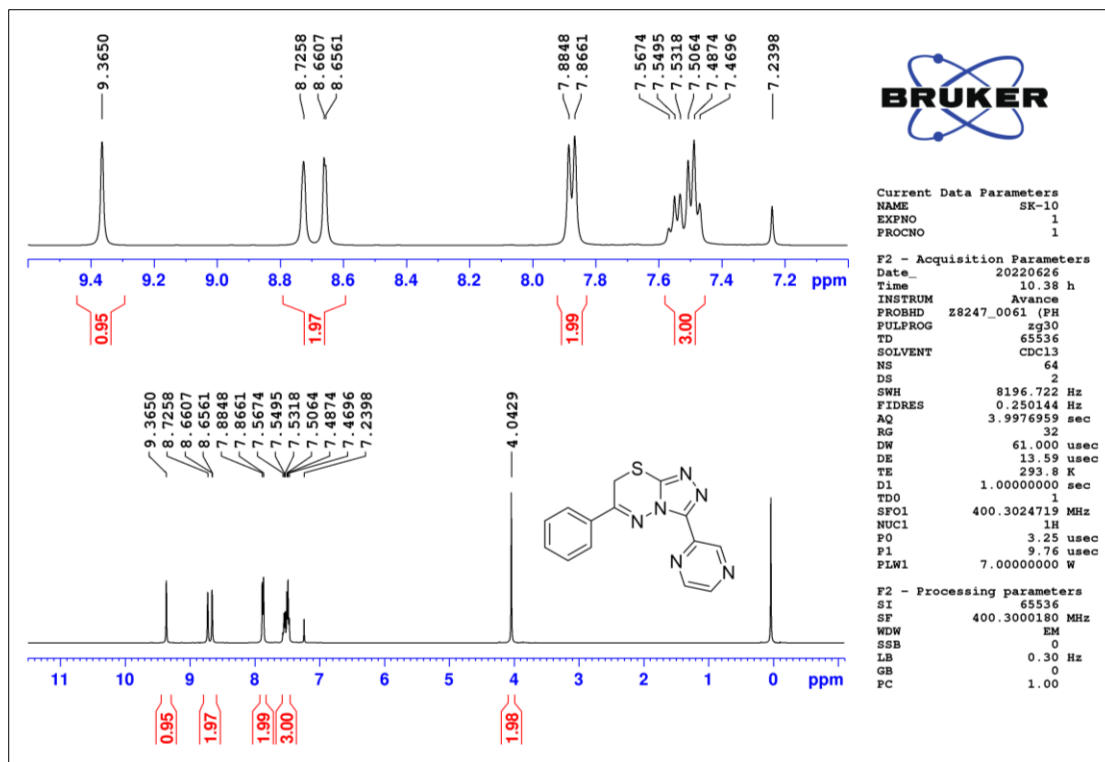 9.3650
8.7258
8.6607
8.6561
7.8848
7.8661
7.5674
7.5495
7.5318
7.5064
7.4874
7.4696
7.2398
9.4 9.2 9.0 8.8 8.6 8.4 8.2 8.0 7.8 7.6 7.4 7.2 ppm
0.95 1.97 1.99 3.00
9.3650
8.7258
8.6607
8.6561
7.8848
7.8661
7.5674
7.5495
7.5318
7.5064
7.4874
7.4696
7.2398
4.0429
S N N N N N N
11 10 9 8 7 6 5 4 3 2 1 0 ppm
0.95 1.97 1.99 3.00 1.98
BRUKER
Current Data Parameters
NAME SK-10
EXPNO 1
PROCNO 1
F2 - Acquisition Parameters
Date_ 20220626
Time 10.38 h
INSTRUM Avance
PROBHD Z8247_0061 (PH
PULPROG zg30
TD 65536
SOLVENT CDCl3
NS 64
DS 2
SWH 8196.722 Hz
FIDRES 0.250144 Hz
AQ 3.9976959 sec
RG 32
DW 61.000 usec
DE 13.59 usec
TE 293.8 K
D1 1.00000000 sec
TD0 1
SFO1 400.3024719 MHz
NUC1 1H
P0 3.25 usec
P1 9.76 usec
PLW1 7.00000000 W
F2 - Processing parameters
SI 65536
SF 400.3000180 MHz
WDW EM
SSB 0
LB 0.30 Hz
GB 0
PC 1.00